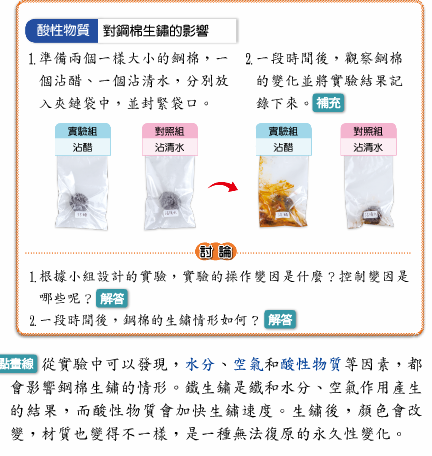 酸性物質 對鋼棉生鏽的影響
1.準備兩個一樣大小的鋼棉，一
個沾醋、一個沾清水，分別放
入夾鏈袋中，並封緊袋口。
2.一段時間後，觀察鋼棉
的變化並將實驗結果記
錄下來。補充
實驗組
沾醋
對照組
沾清水
實驗組
沾醋
對照組
沾清水
討論
1.根據小組設計的實驗，實驗的操作變因是什麼？控制變因是
哪些呢？解答
2.一段時間後，鋼棉的生鏽情形如何？解答
點畫線 從實驗中可以發現，水分、空氣和酸性物質等因素，都
會影響鋼棉生鏽的情形。鐵生鏽是鐵和水分、空氣作用產生
的結果，而酸性物質會加快生鏽速度。生鏽後，顏色會改
變，材質也變得不一樣，是一種無法復原的永久性變化。